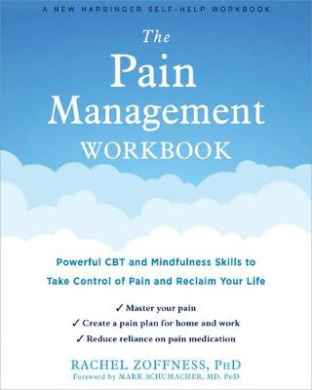 A NEW HARBINGER SELF-HELP WORKBOOK
The
Pain
Management
WORKBOOK
Powerful CBT and Mindfulness Skills to
Take Control of Pain and Reclaim Your Life
✓ Master your pain
✓ Create a pain plan for home and work
✓ Reduce reliance on pain medication
RACHEL ZOFFNESS, PhD
Foreword by MARK SCHUMACHER, MD, PhD